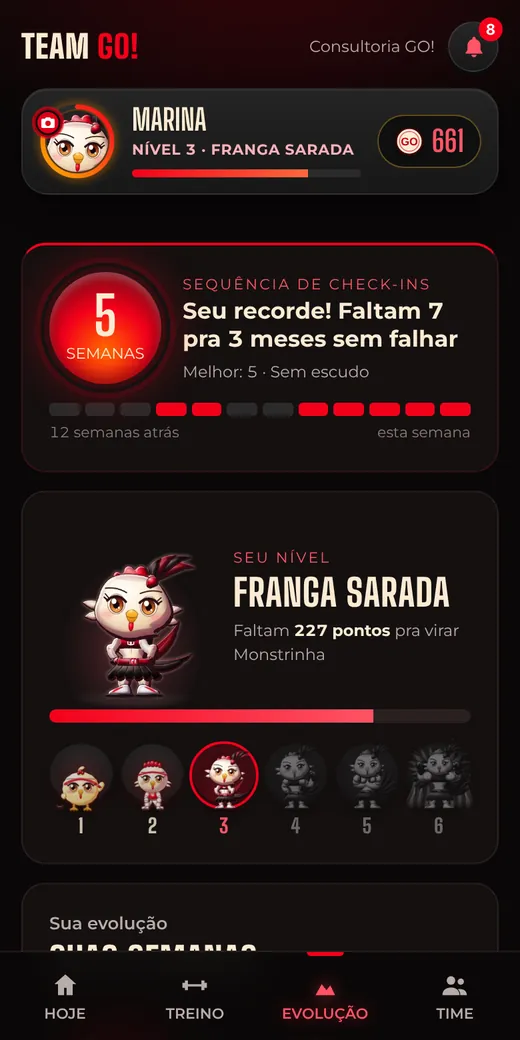 TEAM GO!
Consultoria GO!
8
MARINA
NÍVEL 3 · FRANGA SARADA
GO 661
5
SEMANAS
SEQUÊNCIA DE CHECK-INS
Seu recorde! Faltam 7
pra 3 meses sem falhar
Melhor: 5 · Sem escudo
12 semanas atrás
esta semana
SEU NÍVEL
FRANGA SARADA
Faltam 227 pontos pra virar
Monstrinha
1 2 3 4 5 6
Sua evolução
SUAS SEMANAS
HOJE
TREINO
EVOLUÇÃO
TIME